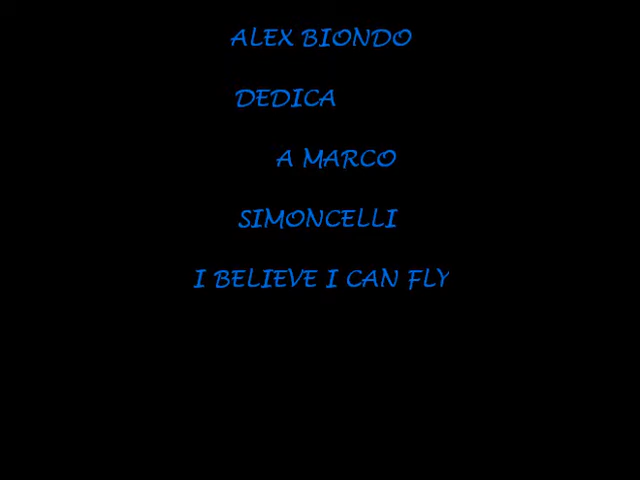 ALEX BIONDO
DEDICA
A MARCO
SIMONCELLI
I BELIEVE I CAN FLY